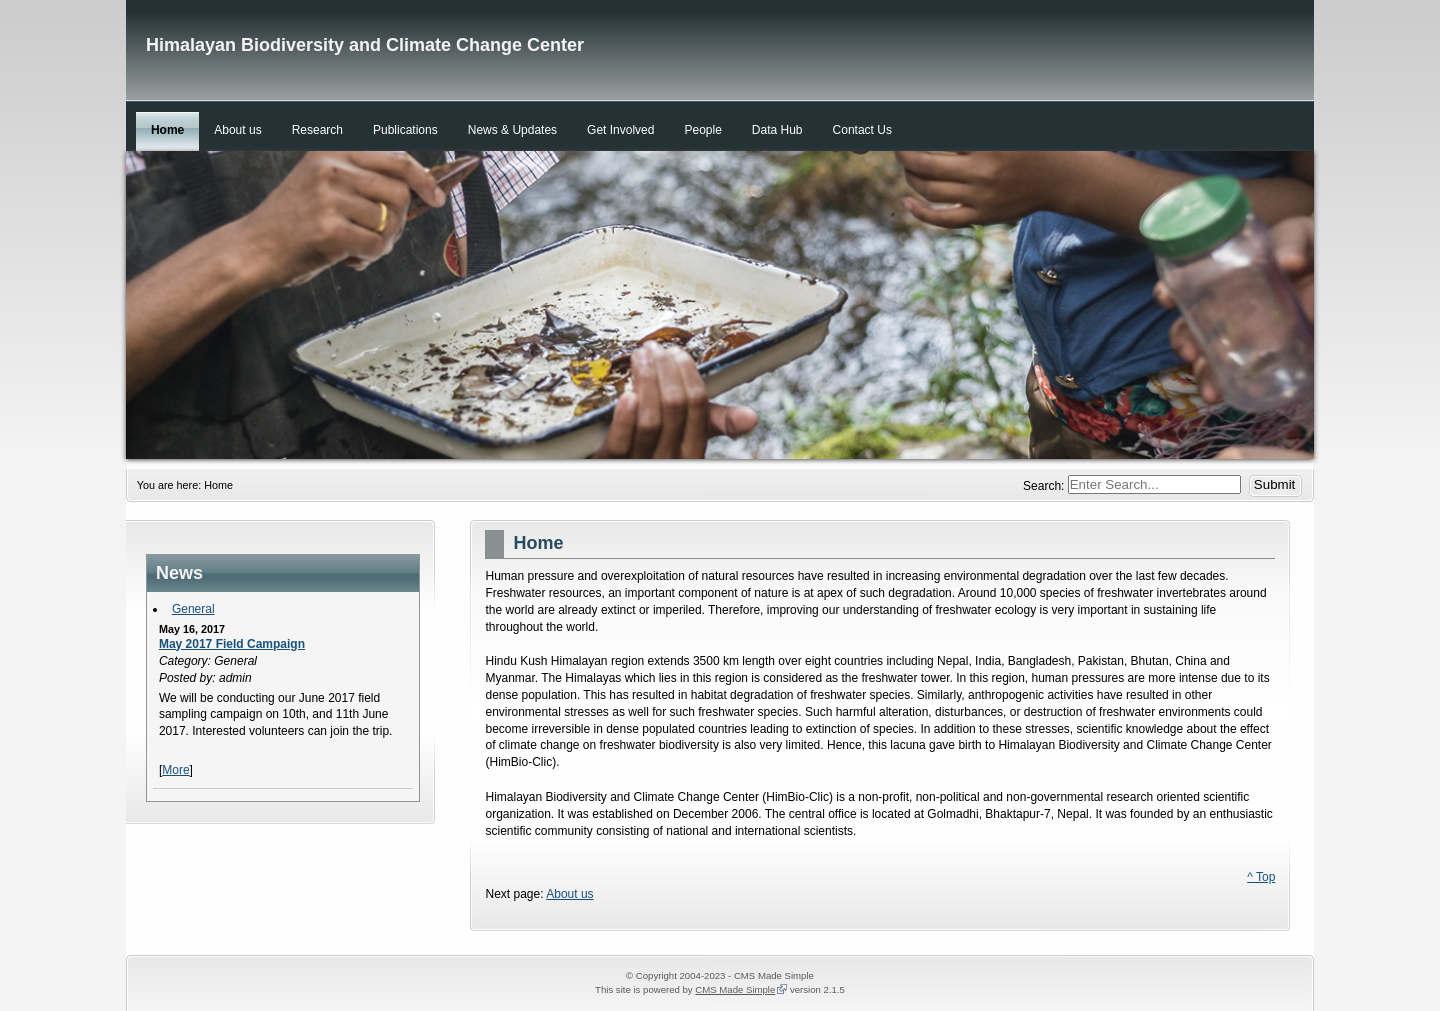 Himalayan Biodiversity and Climate Change Center
Home About us Research Publications News & Updates Get Involved People Data Hub Contact Us
You are here: Home
Search: Enter Search... Submit
News
• General
May 16, 2017
May 2017 Field Campaign
Category: General
Posted by: admin
We will be conducting our June 2017 field
sampling campaign on 10th, and 11th June
2017. Interested volunteers can join the trip.
[More]
Home
Human pressure and overexploitation of natural resources have resulted in increasing environmental degradation over the last few decades.
Freshwater resources, an important component of nature is at apex of such degradation. Around 10,000 species of freshwater invertebrates around
the world are already extinct or imperiled. Therefore, improving our understanding of freshwater ecology is very important in sustaining life
throughout the world.
Hindu Kush Himalayan region extends 3500 km length over eight countries including Nepal, India, Bangladesh, Pakistan, Bhutan, China and
Myanmar. The Himalayas which lies in this region is considered as the freshwater tower. In this region, human pressures are more intense due to its
dense population. This has resulted in habitat degradation of freshwater species. Similarly, anthropogenic activities have resulted in other
environmental stresses as well for such freshwater species. Such harmful alteration, disturbances, or destruction of freshwater environments could
become irreversible in dense populated countries leading to extinction of species. In addition to these stresses, scientific knowledge about the effect
of climate change on freshwater biodiversity is also very limited. Hence, this lacuna gave birth to Himalayan Biodiversity and Climate Change Center
(HimBio-Clic).
Himalayan Biodiversity and Climate Change Center (HimBio-Clic) is a non-profit, non-political and non-governmental research oriented scientific
organization. It was established on December 2006. The central office is located at Golmadhi, Bhaktapur-7, Nepal. It was founded by an enthusiastic
scientific community consisting of national and international scientists.
^ Top
Next page: About us
© Copyright 2004-2023 - CMS Made Simple
This site is powered by CMS Made Simple version 2.1.5